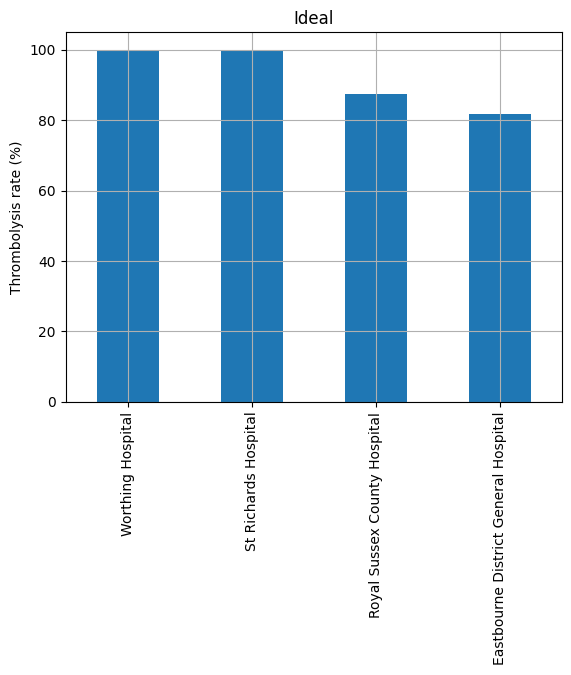 Ideal
Thrombolysis rate (%)
100
80
60
40
20
0
Worthing Hospital
St Richards Hospital
Royal Sussex County Hospital
Eastbourne District General Hospital